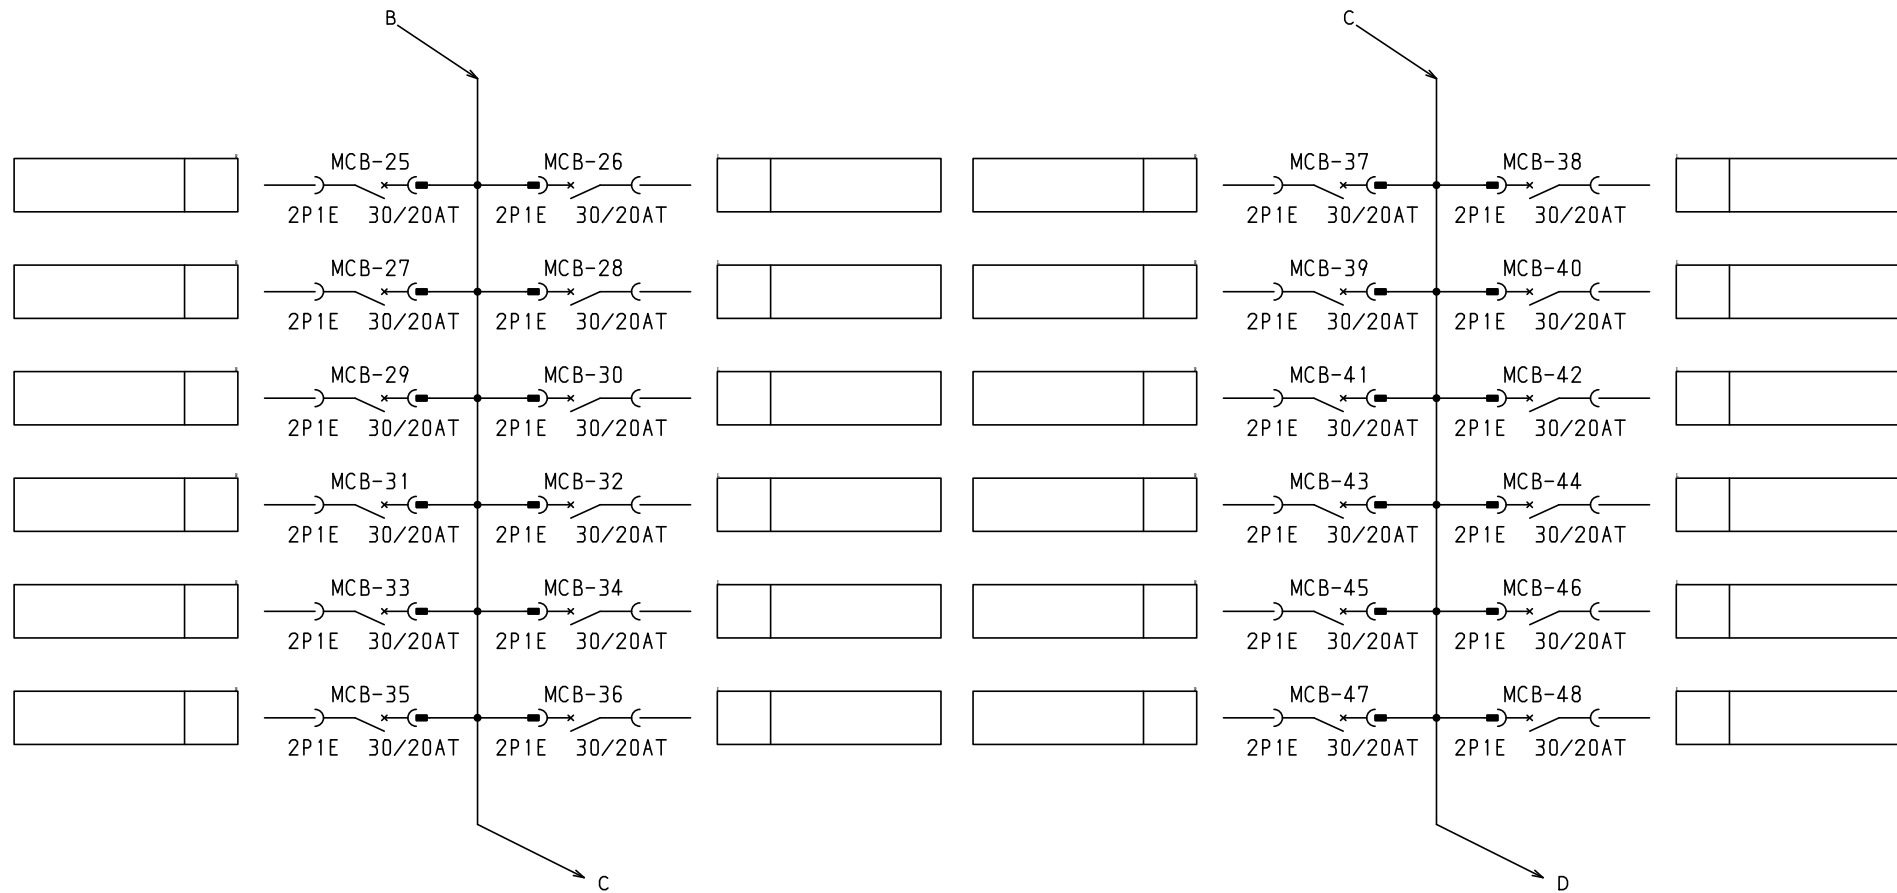 B C
MCB-25 MCB-26 MCB-37 MCB-38
2P1E 30/20AT 2P1E 30/20AT 2P1E 30/20AT 2P1E 30/20AT
MCB-27 MCB-28 MCB-39 MCB-40
2P1E 30/20AT 2P1E 30/20AT 2P1E 30/20AT 2P1E 30/20AT
MCB-29 MCB-30 MCB-41 MCB-42
2P1E 30/20AT 2P1E 30/20AT 2P1E 30/20AT 2P1E 30/20AT
MCB-31 MCB-32 MCB-43 MCB-44
2P1E 30/20AT 2P1E 30/20AT 2P1E 30/20AT 2P1E 30/20AT
MCB-33 MCB-34 MCB-45 MCB-46
2P1E 30/20AT 2P1E 30/20AT 2P1E 30/20AT 2P1E 30/20AT
MCB-35 MCB-36 MCB-47 MCB-48
2P1E 30/20AT 2P1E 30/20AT 2P1E 30/20AT 2P1E 30/20AT
C D